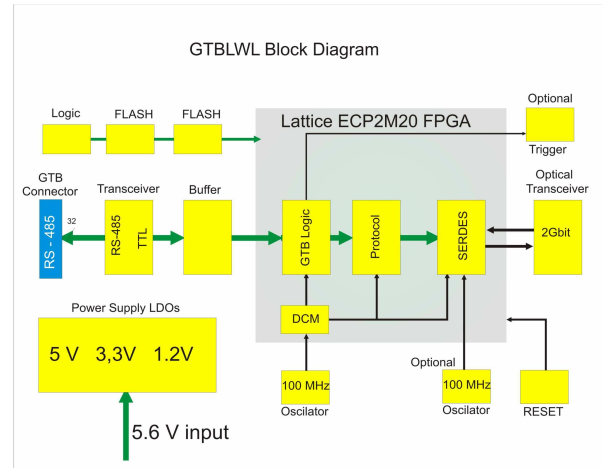 GTBLWL Block Diagram
Logic
FLASH
FLASH
Lattice ECP2M20 FPGA
Optional
Trigger
GTB
Connector
Transceiver
Buffer
Optical
Transceiver
RS - 485
32
RS-485
TTL
GTB Logic
Protocol
SERDES
2Gbit
DCM
Power Supply LDOs
5 V 3,3V 1.2V
5.6 V input
100 MHz
Oscilator
Optional
100 MHz
Oscilator
RESET